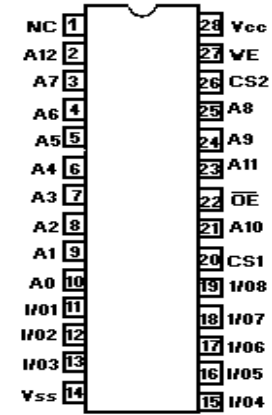 NC 1 28 Vcc
A12 2 27 WE
A7 3 26 CS2
A6 4 25 A8
A5 5 24 A9
A4 6 23 A11
A3 7 22 O̅E̅
A2 8 21 A10
A1 9 20 CS1
A0 10 19 I/O8
I/O1 11 18 I/O7
I/O2 12 17 I/O6
I/O3 13 16 I/O5
Vss 14 15 I/O4